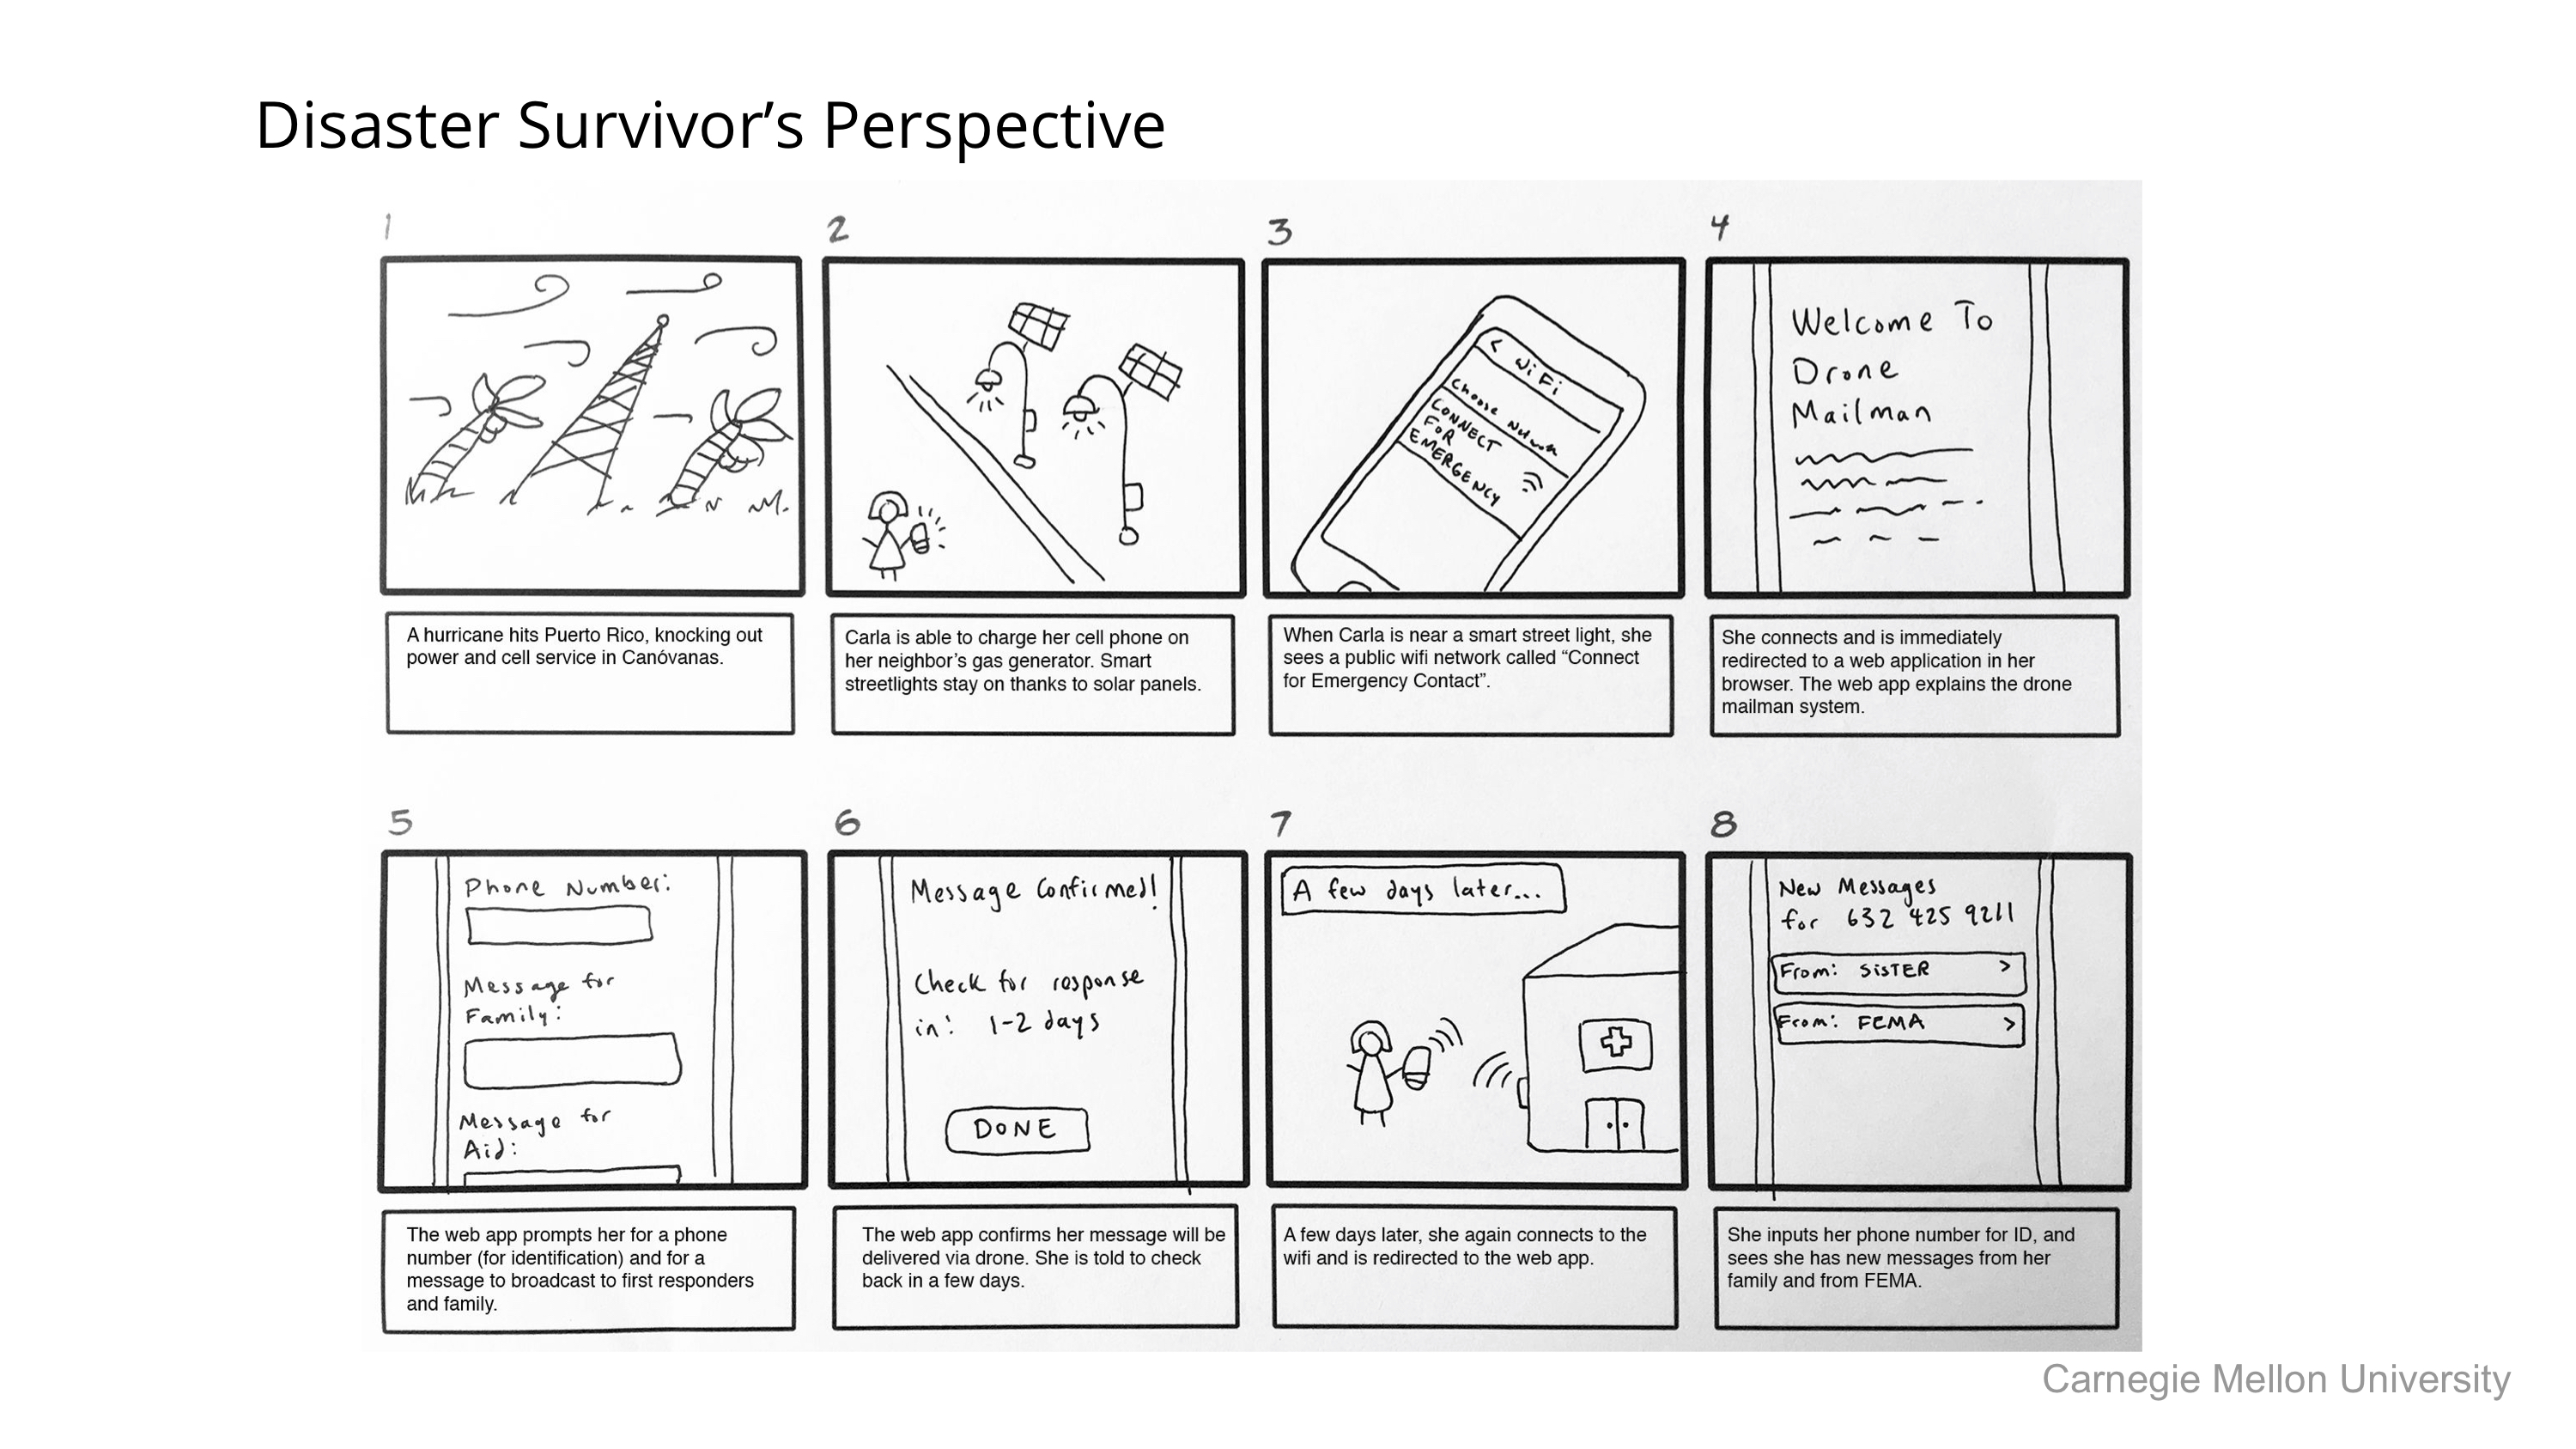 Disaster Survivor’s Perspective
1
2
3
4
< WiFi
Choose Network
CONNECT
FOR
EMERGENCY
Welcome To
Drone
Mailman
A hurricane hits Puerto Rico, knocking out
power and cell service in Canóvanas.
Carla is able to charge her cell phone on
her neighbor’s gas generator. Smart
streetlights stay on thanks to solar panels.
When Carla is near a smart street light, she
sees a public wifi network called “Connect
for Emergency Contact”.
She connects and is immediately
redirected to a web application in her
browser. The web app explains the drone
mailman system.
5
6
7
8
Phone Number:
Message for
Family:
Message for
Aid:
Message Confirmed!
Check for response
in: 1-2 days
DONE
A few days later...
New Messages
for 632 425 9211
From: SISTER >
From: FEMA >
The web app prompts her for a phone
number (for identification) and for a
message to broadcast to first responders
and family.
The web app confirms her message will be
delivered via drone. She is told to check
back in a few days.
A few days later, she again connects to the
wifi and is redirected to the web app.
She inputs her phone number for ID, and
sees she has new messages from her
family and from FEMA.
Carnegie Mellon University